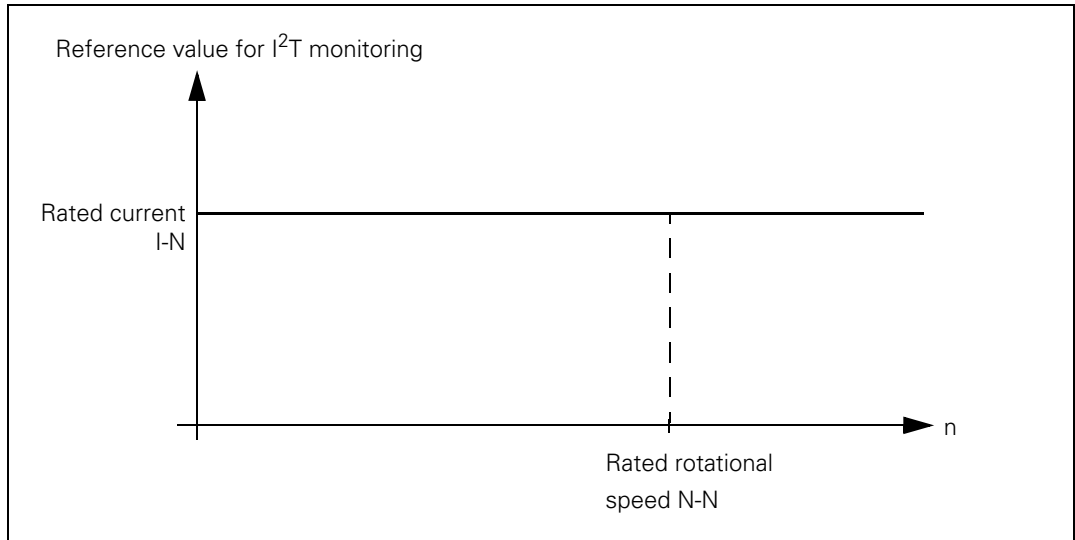 Reference value for I²T monitoring
Rated current
I-N
n
Rated rotational
speed N-N